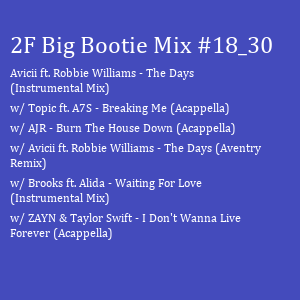 2F Big Bootie Mix #18_30
Avicii ft. Robbie Williams - The Days
(Instrumental Mix)
w/ Topic ft. A7S - Breaking Me (Acappella)
w/ AJR - Burn The House Down (Acappella)
w/ Avicii ft. Robbie Williams - The Days (Aventry
Remix)
w/ Brooks ft. Alida - Waiting For Love
(Instrumental Mix)
w/ ZAYN & Taylor Swift - I Don't Wanna Live
Forever (Acappella)